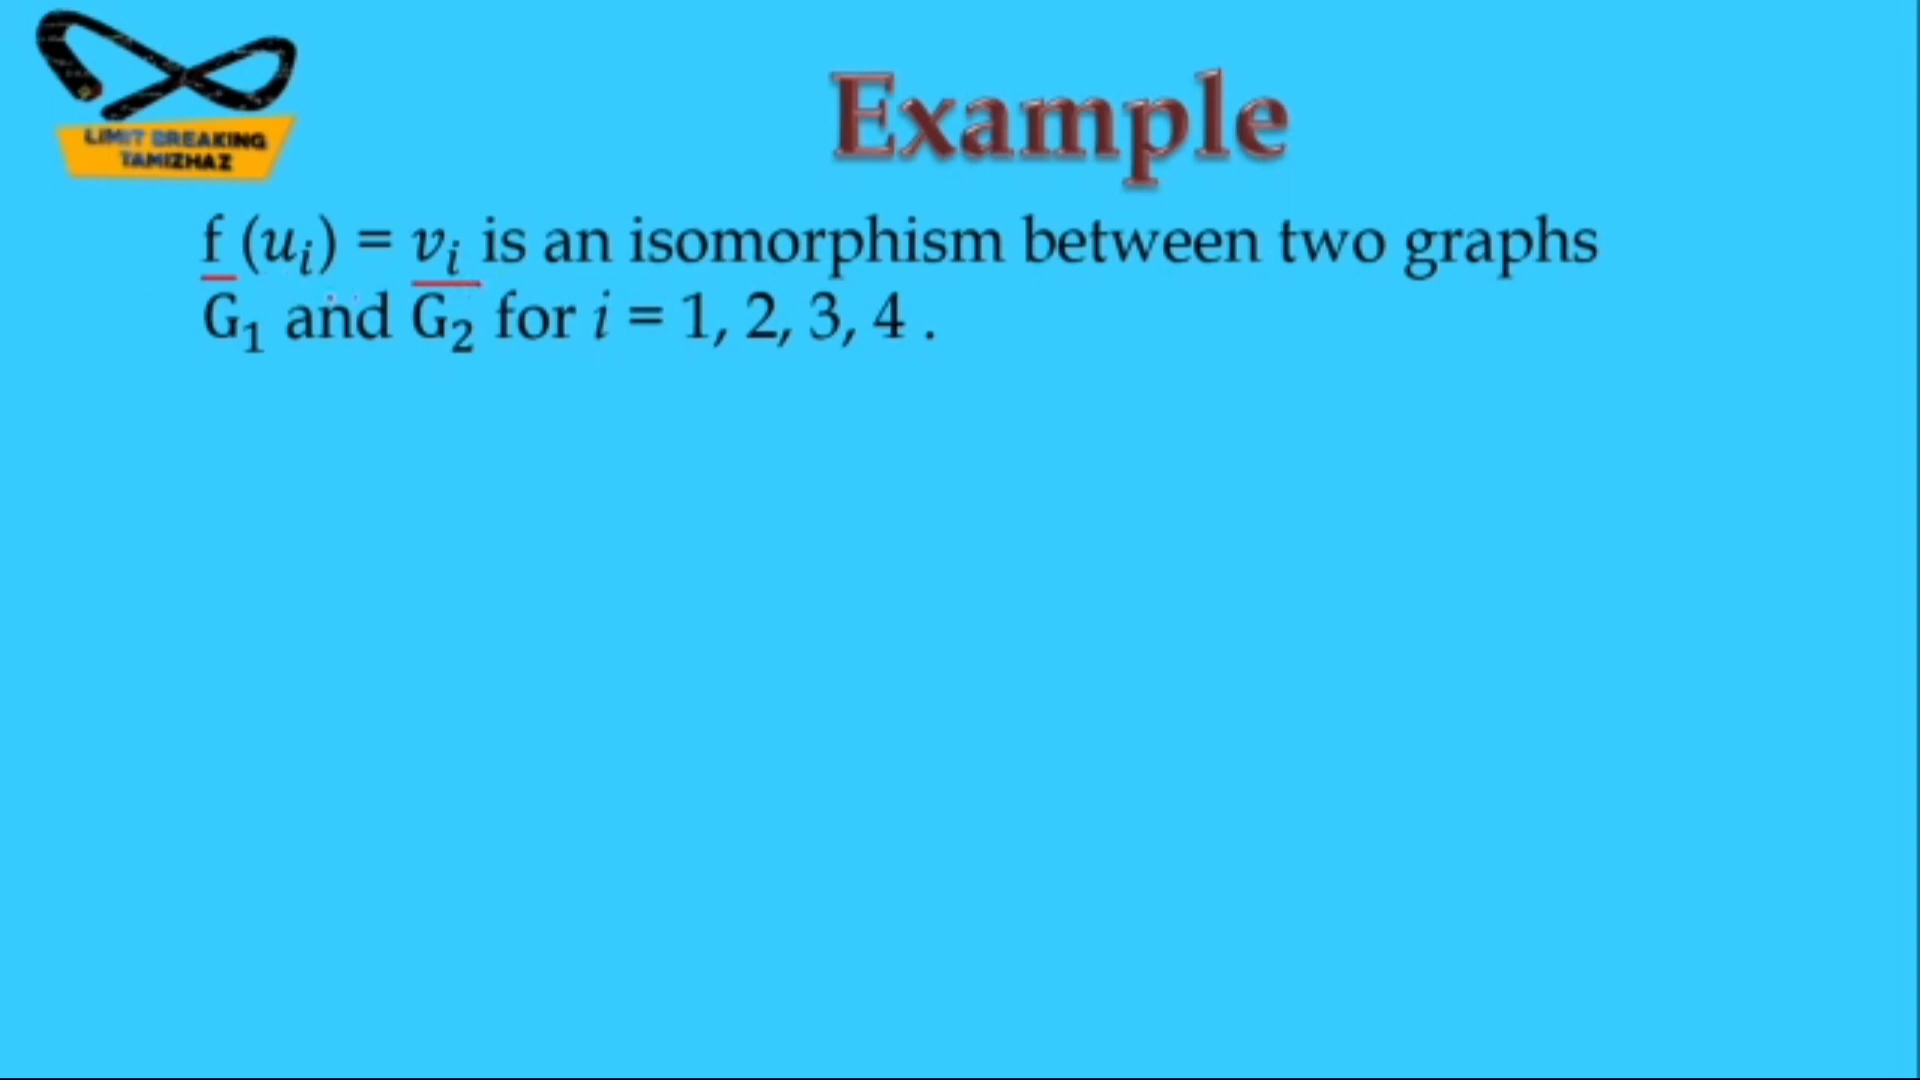 LIMIT BREAKING
TAMIZHAZ
Example
f (uᵢ) = vᵢ is an isomorphism between two graphs
G₁ and G₂ for i = 1, 2, 3, 4 .